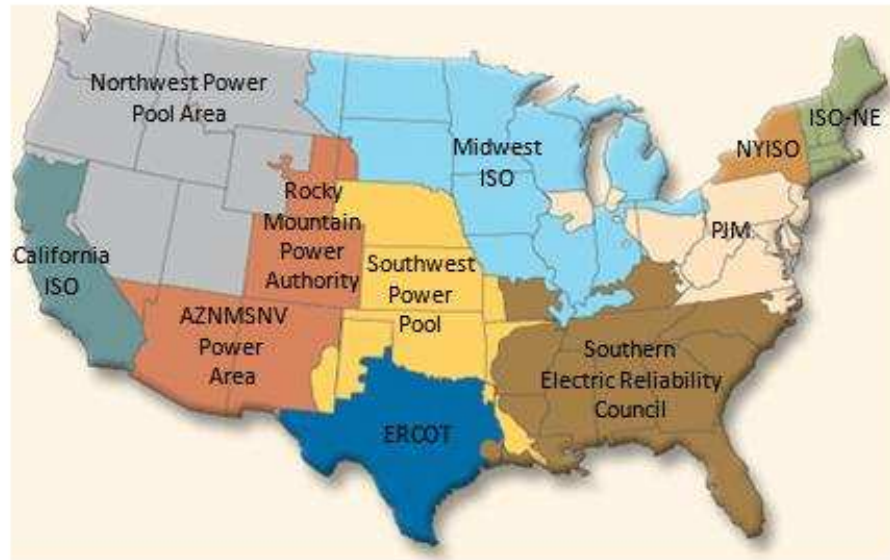 Northwest Power
Pool Area
Midwest
ISO
NYISO
ISO-NE
Rocky
Mountain
Power
Authority
PJM
California
ISO
Southwest
Power
Pool
AZNMSNV
Power
Area
Southern
Electric Reliability
Council
ERCOT